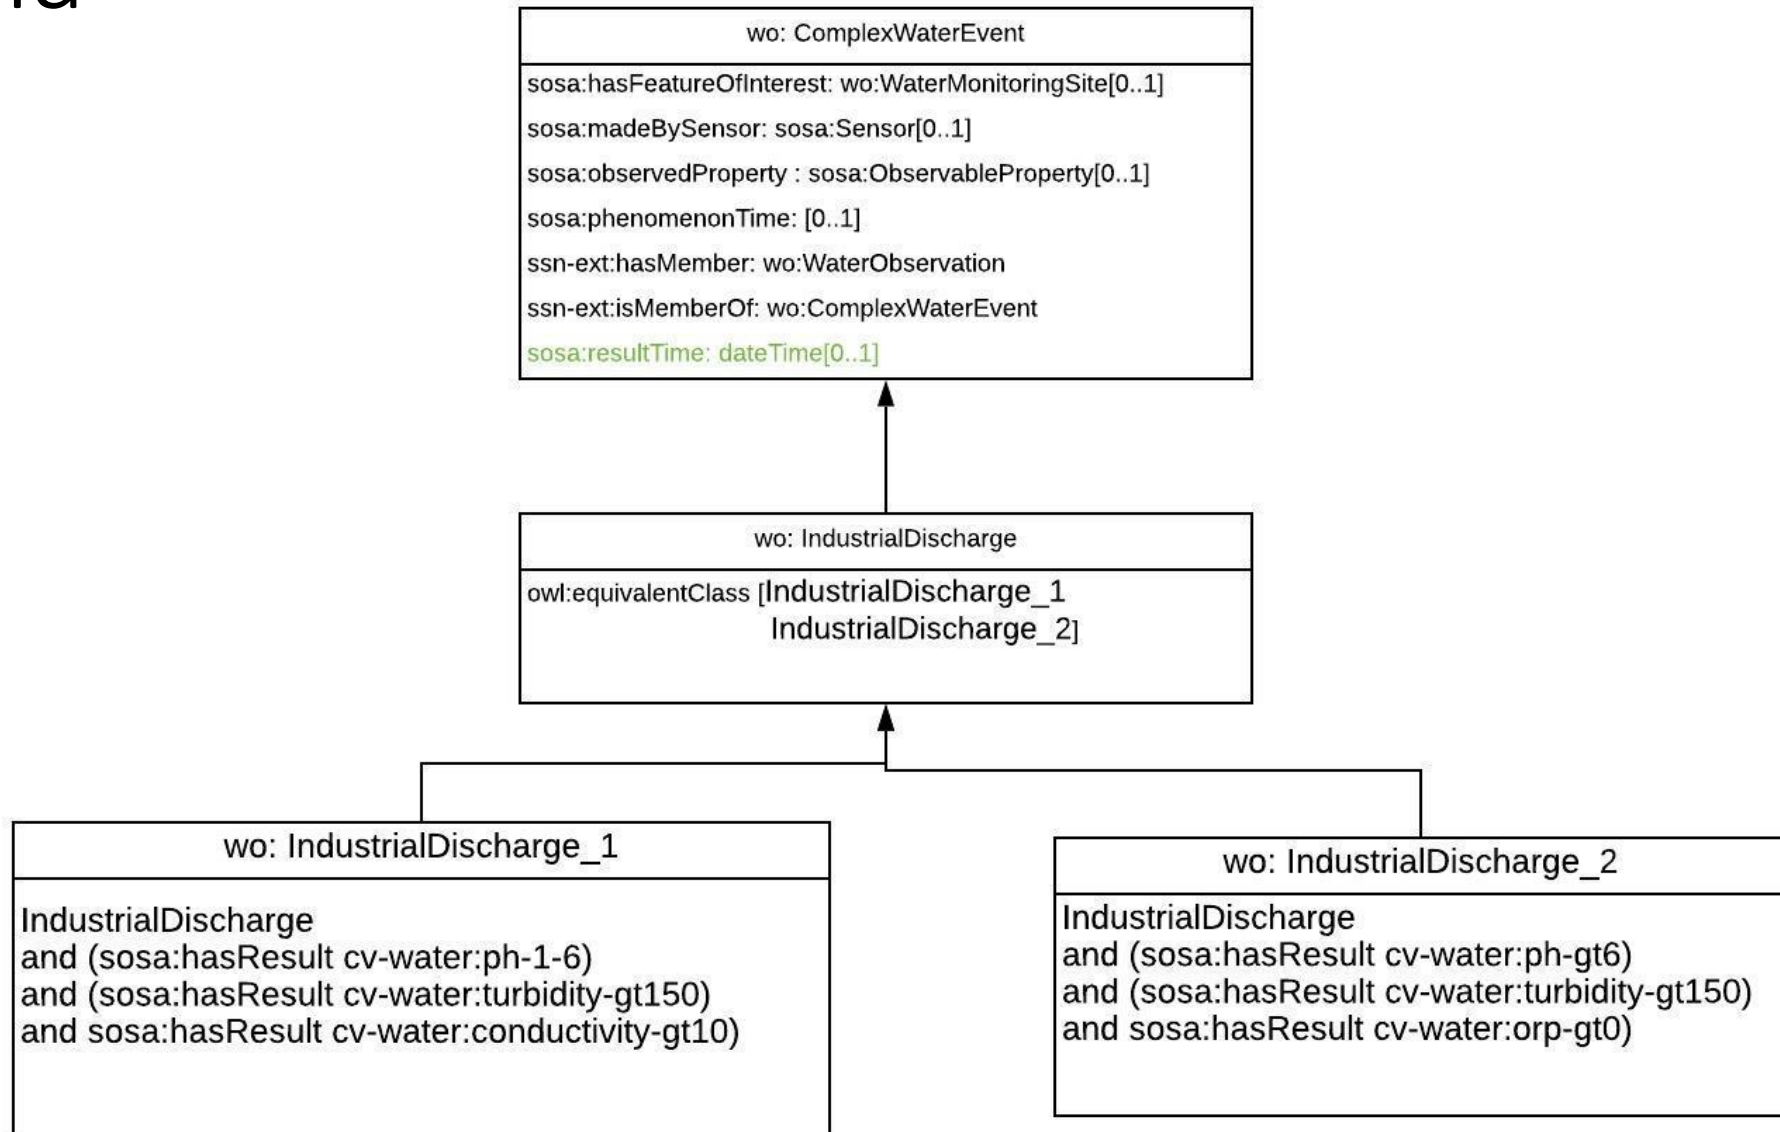 wo: ComplexWaterEvent
sosa:hasFeatureOfInterest: wo:WaterMonitoringSite[0..1]
sosa:madeBySensor: sosa:Sensor[0..1]
sosa:observedProperty : sosa:ObservableProperty[0..1]
sosa:phenomenonTime: [0..1]
ssn-ext:hasMember: wo:WaterObservation
ssn-ext:isMemberOf: wo:ComplexWaterEvent
sosa:resultTime: dateTime[0..1]
wo: IndustrialDischarge
owl:equivalentClass [IndustrialDischarge_1
IndustrialDischarge_2]
wo: IndustrialDischarge_1
IndustrialDischarge
and (sosa:hasResult cv-water:ph-1-6)
and (sosa:hasResult cv-water:turbidity-gt150)
and sosa:hasResult cv-water:conductivity-gt10)
wo: IndustrialDischarge_2
IndustrialDischarge
and (sosa:hasResult cv-water:ph-gt6)
and (sosa:hasResult cv-water:turbidity-gt150)
and sosa:hasResult cv-water:orp-gt0)